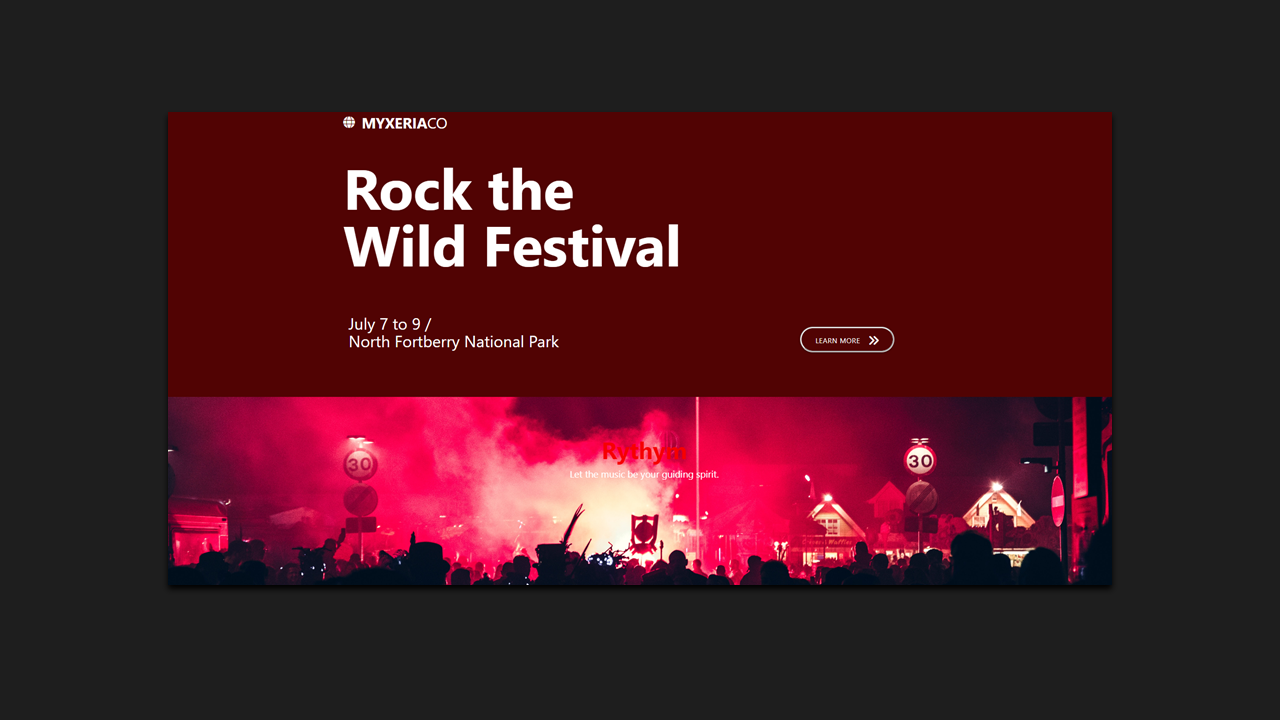 MYXERIACO
Rock the
Wild Festival
July 7 to 9 /
North Fortberry National Park
LEARN MORE
Rythym
Let the music be your guiding spirit.
30
30